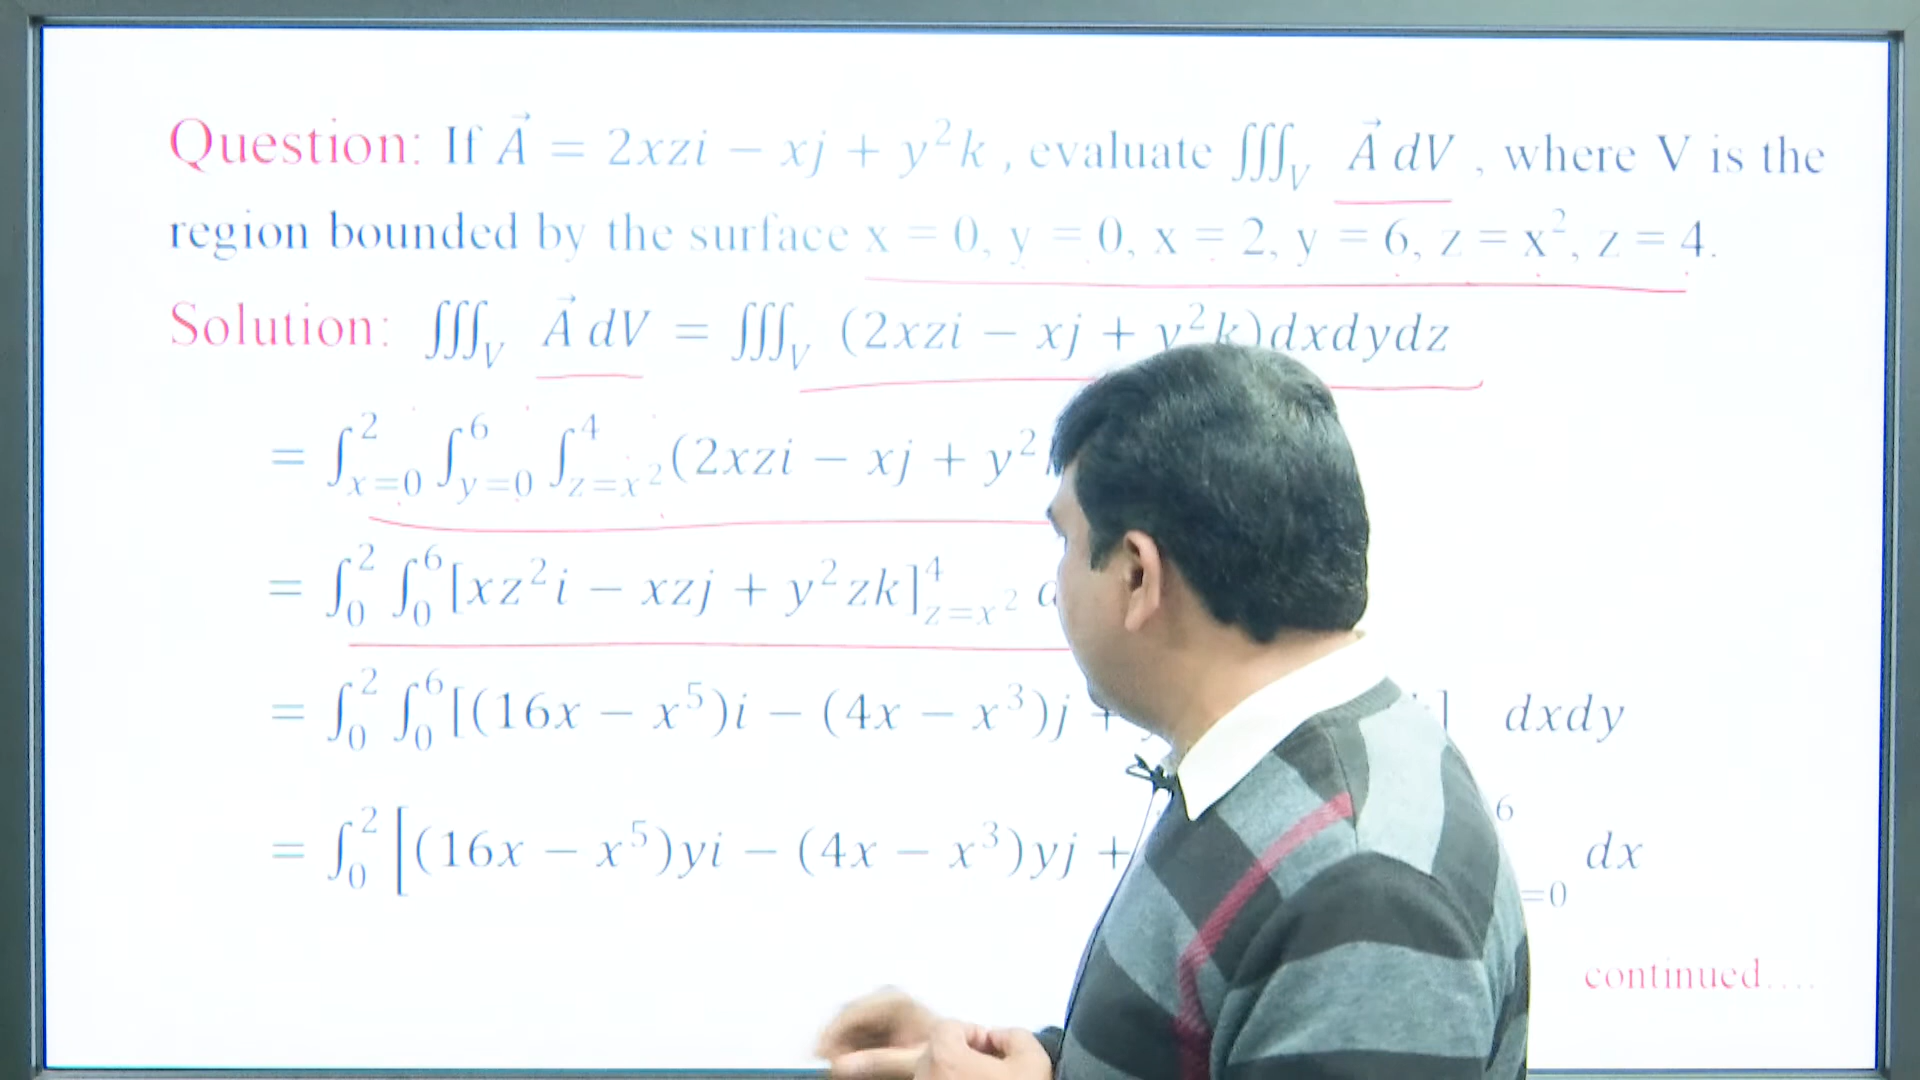 Question: If A⃗ = 2xzi − xj + y²k , evaluate ∭_V A⃗ dV , where V is the
region bounded by the surface x = 0, y = 0, x = 2, y = 6, z = x², z = 4.
Solution: ∭_V A⃗ dV = ∭_V (2xzi − xj + y²k)dxdydz
= ∫_{x=0}^{2} ∫_{y=0}^{6} ∫_{z=x²}^{4} (2xzi − xj + y²
= ∫_0^2 ∫_0^6 [xz²i − xzj + y²zk]_{z=x²}^{4}
= ∫_0^2 ∫_0^6 [(16x − x⁵)i − (4x − x³)j + ] dxdy
= ∫_0^2 [(16x − x⁵)yi − (4x − x³)yj + ]_{=0}^{6} dx
continued....